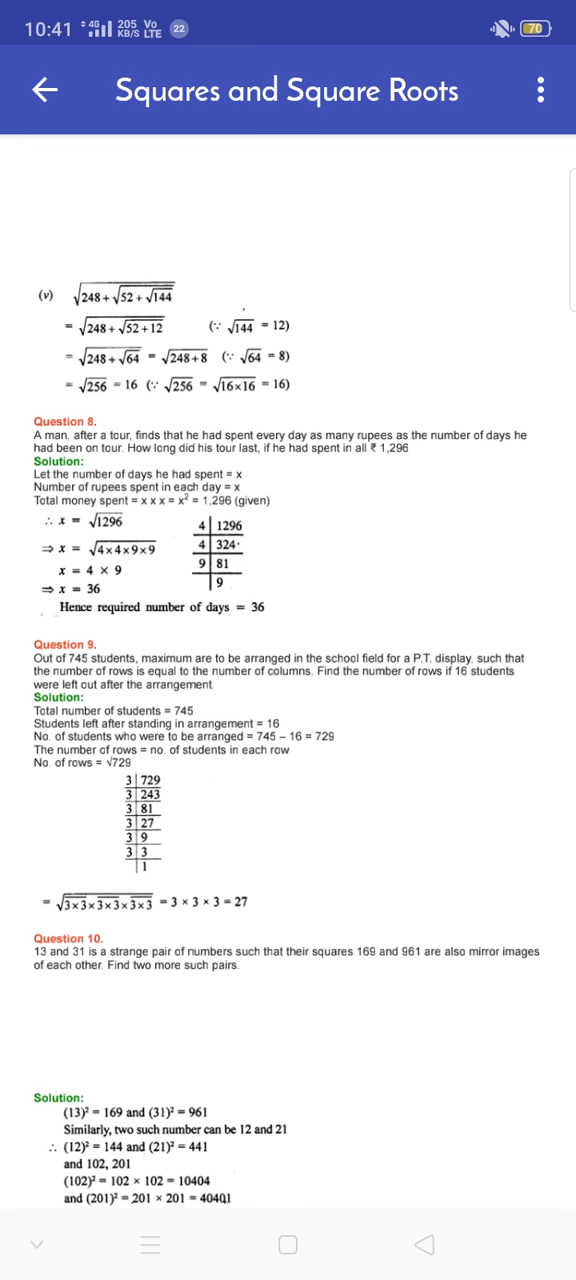 10:41 4G 205 KB/S Vo LTE 22 70
Squares and Square Roots
(v) √(248 + √(52 + √144))
= √(248 + √(52 + 12)) (∵ √144 = 12)
= √(248 + √64) = √(248 + 8) (∵ √64 = 8)
= √256 = 16 (∵ √256 = √(16×16) = 16)
Question 8.
A man, after a tour, finds that he had spent every day as many rupees as the number of days he
had been on tour. How long did his tour last, if he had spent in all ₹ 1,296
Solution:
Let the number of days he had spent = x
Number of rupees spent in each day = x
Total money spent = x x x = x² = 1,296 (given)
∴ x = √1296
⇒ x = √(4×4×9×9)
x = 4 × 9
⇒ x = 36
4 | 1296
4 | 324
9 | 81
| 9
Hence required number of days = 36
Question 9.
Out of 745 students, maximum are to be arranged in the school field for a P.T. display, such that
the number of rows is equal to the number of columns. Find the number of rows if 16 students
were left out after the arrangement.
Solution:
Total number of students = 745
Students left after standing in arrangement = 16
No. of students who were to be arranged = 745 – 16 = 729
The number of rows = no. of students in each row
No. of rows = √729
3 | 729
3 | 243
3 | 81
3 | 27
3 | 9
3 | 3
| 1
= √(3×3×3×3×3×3) = 3 × 3 × 3 = 27
Question 10.
13 and 31 is a strange pair of numbers such that their squares 169 and 961 are also mirror images
of each other. Find two more such pairs.
Solution:
(13)² = 169 and (31)² = 961
Similarly, two such number can be 12 and 21
∴ (12)² = 144 and (21)² = 441
and 102, 201
(102)² = 102 × 102 = 10404
and (201)² = 201 × 201 = 40401